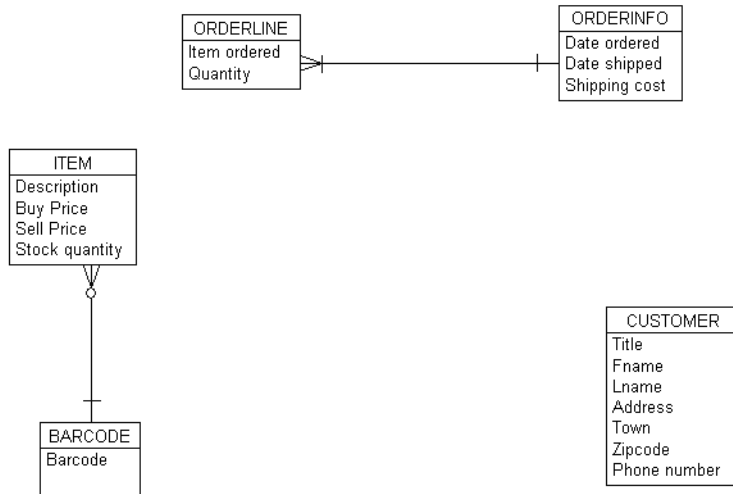 ORDERLINE
Item ordered
Quantity
ORDERINFO
Date ordered
Date shipped
Shipping cost
ITEM
Description
Buy Price
Sell Price
Stock quantity
BARCODE
Barcode
CUSTOMER
Title
Fname
Lname
Address
Town
Zipcode
Phone number